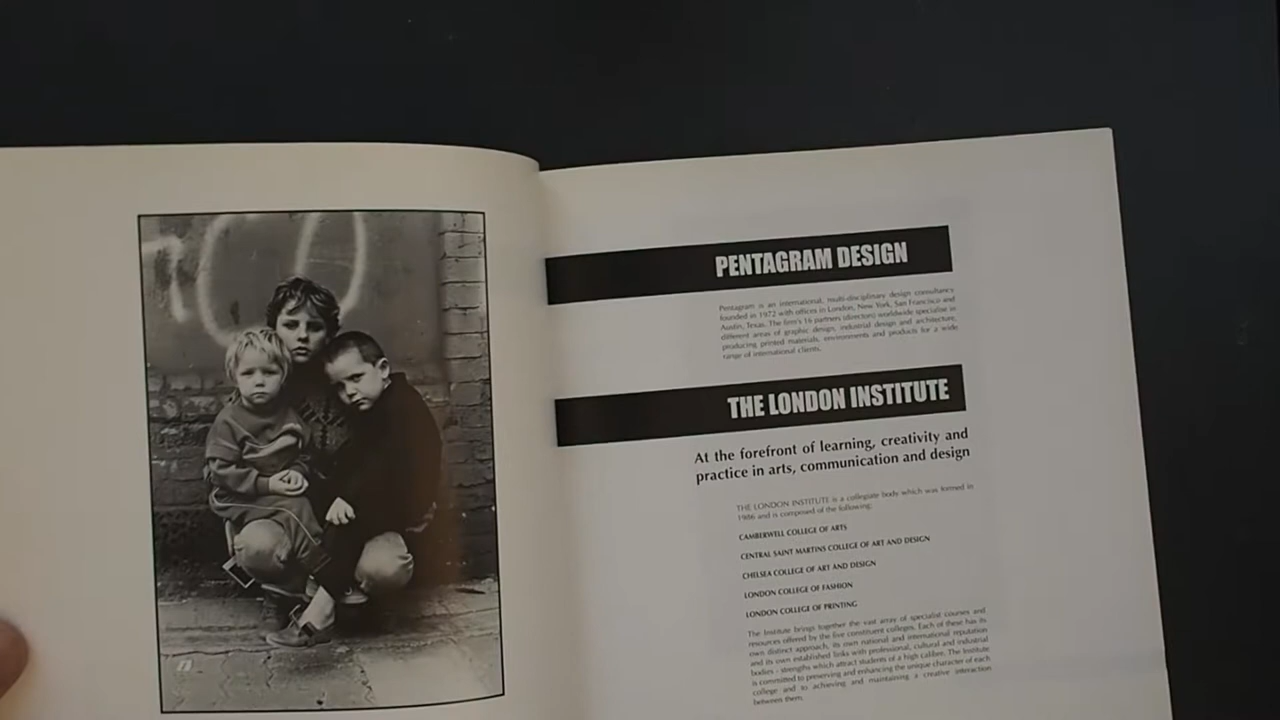 PENTAGRAM DESIGN
Pentagram is an international, multi-disciplinary design consultancy
founded in 1972 with offices in London, New York, San Francisco and
Austin, Texas. The firm's 16 partners (directors) worldwide specialise in
different areas of graphic design, industrial design and architecture,
producing printed materials, environments and products for a wide
range of international clients.
THE LONDON INSTITUTE
At the forefront of learning, creativity and
practice in arts, communication and design
THE LONDON INSTITUTE is a collegiate body which was formed in
1986 and is composed of the following:
CAMBERWELL COLLEGE OF ARTS
CENTRAL SAINT MARTINS COLLEGE OF ART AND DESIGN
CHELSEA COLLEGE OF ART AND DESIGN
LONDON COLLEGE OF FASHION
LONDON COLLEGE OF PRINTING
The Institute brings together the vast array of specialist courses and
resources offered by the five constituent colleges. Each of these has its
own distinct approach, its own national and international reputation
and its own established links with professional, cultural and industrial
bodies - strengths which attract students of a high calibre. The Institute
is committed to preserving and enhancing the unique character of each
college and to achieving and maintaining a creative interaction
between them.